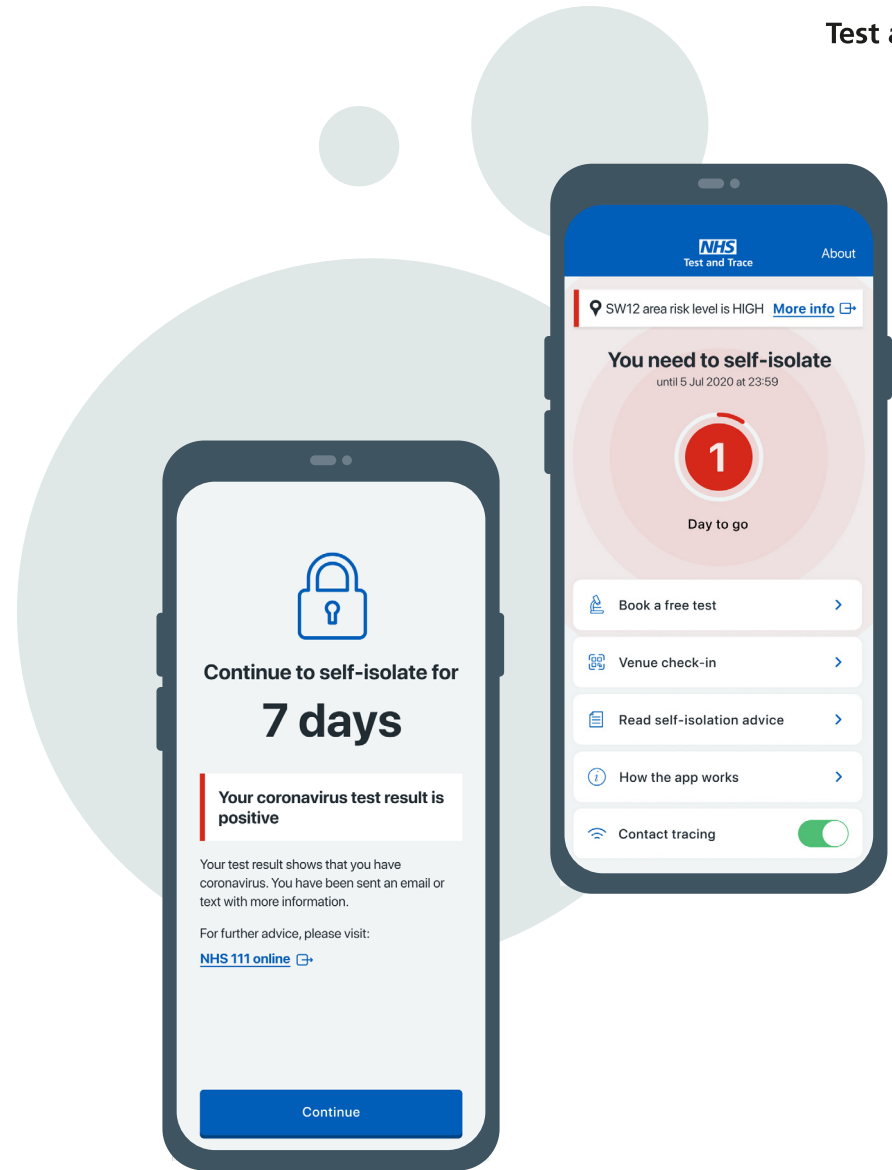 Test a
NHS
Test and Trace
About
SW12 area risk level is HIGH More info
You need to self-isolate
until 5 Jul 2020 at 23:59
1
Day to go
Book a free test
Venue check-in
Read self-isolation advice
How the app works
Contact tracing
Continue to self-isolate for
7 days
Your coronavirus test result is
positive
Your test result shows that you have
coronavirus. You have been sent an email or
text with more information.
For further advice, please visit:
NHS 111 online
Continue